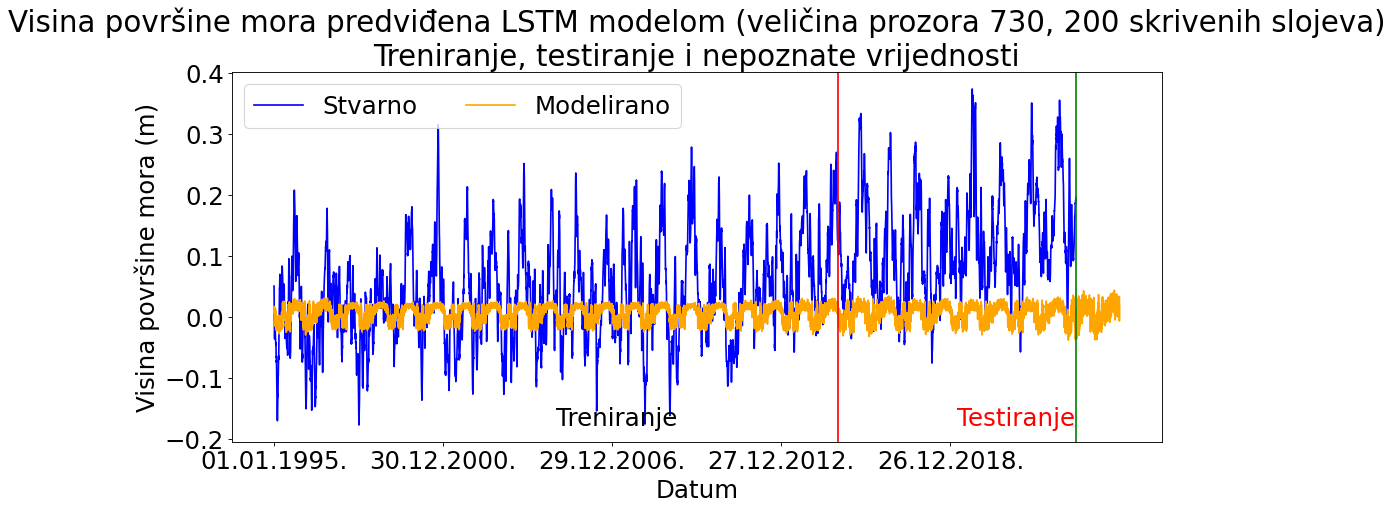 Visina površine mora predviđena LSTM modelom (veličina prozora 730, 200 skrivenih slojeva)
Treniranje, testiranje i nepoznate vrijednosti
Stvarno Modelirano
Visina površine mora (m)
0.4
0.3
0.2
0.1
0.0
−0.1
−0.2
Treniranje Testiranje
01.01.1995. 30.12.2000. 29.12.2006. 27.12.2012. 26.12.2018.
Datum